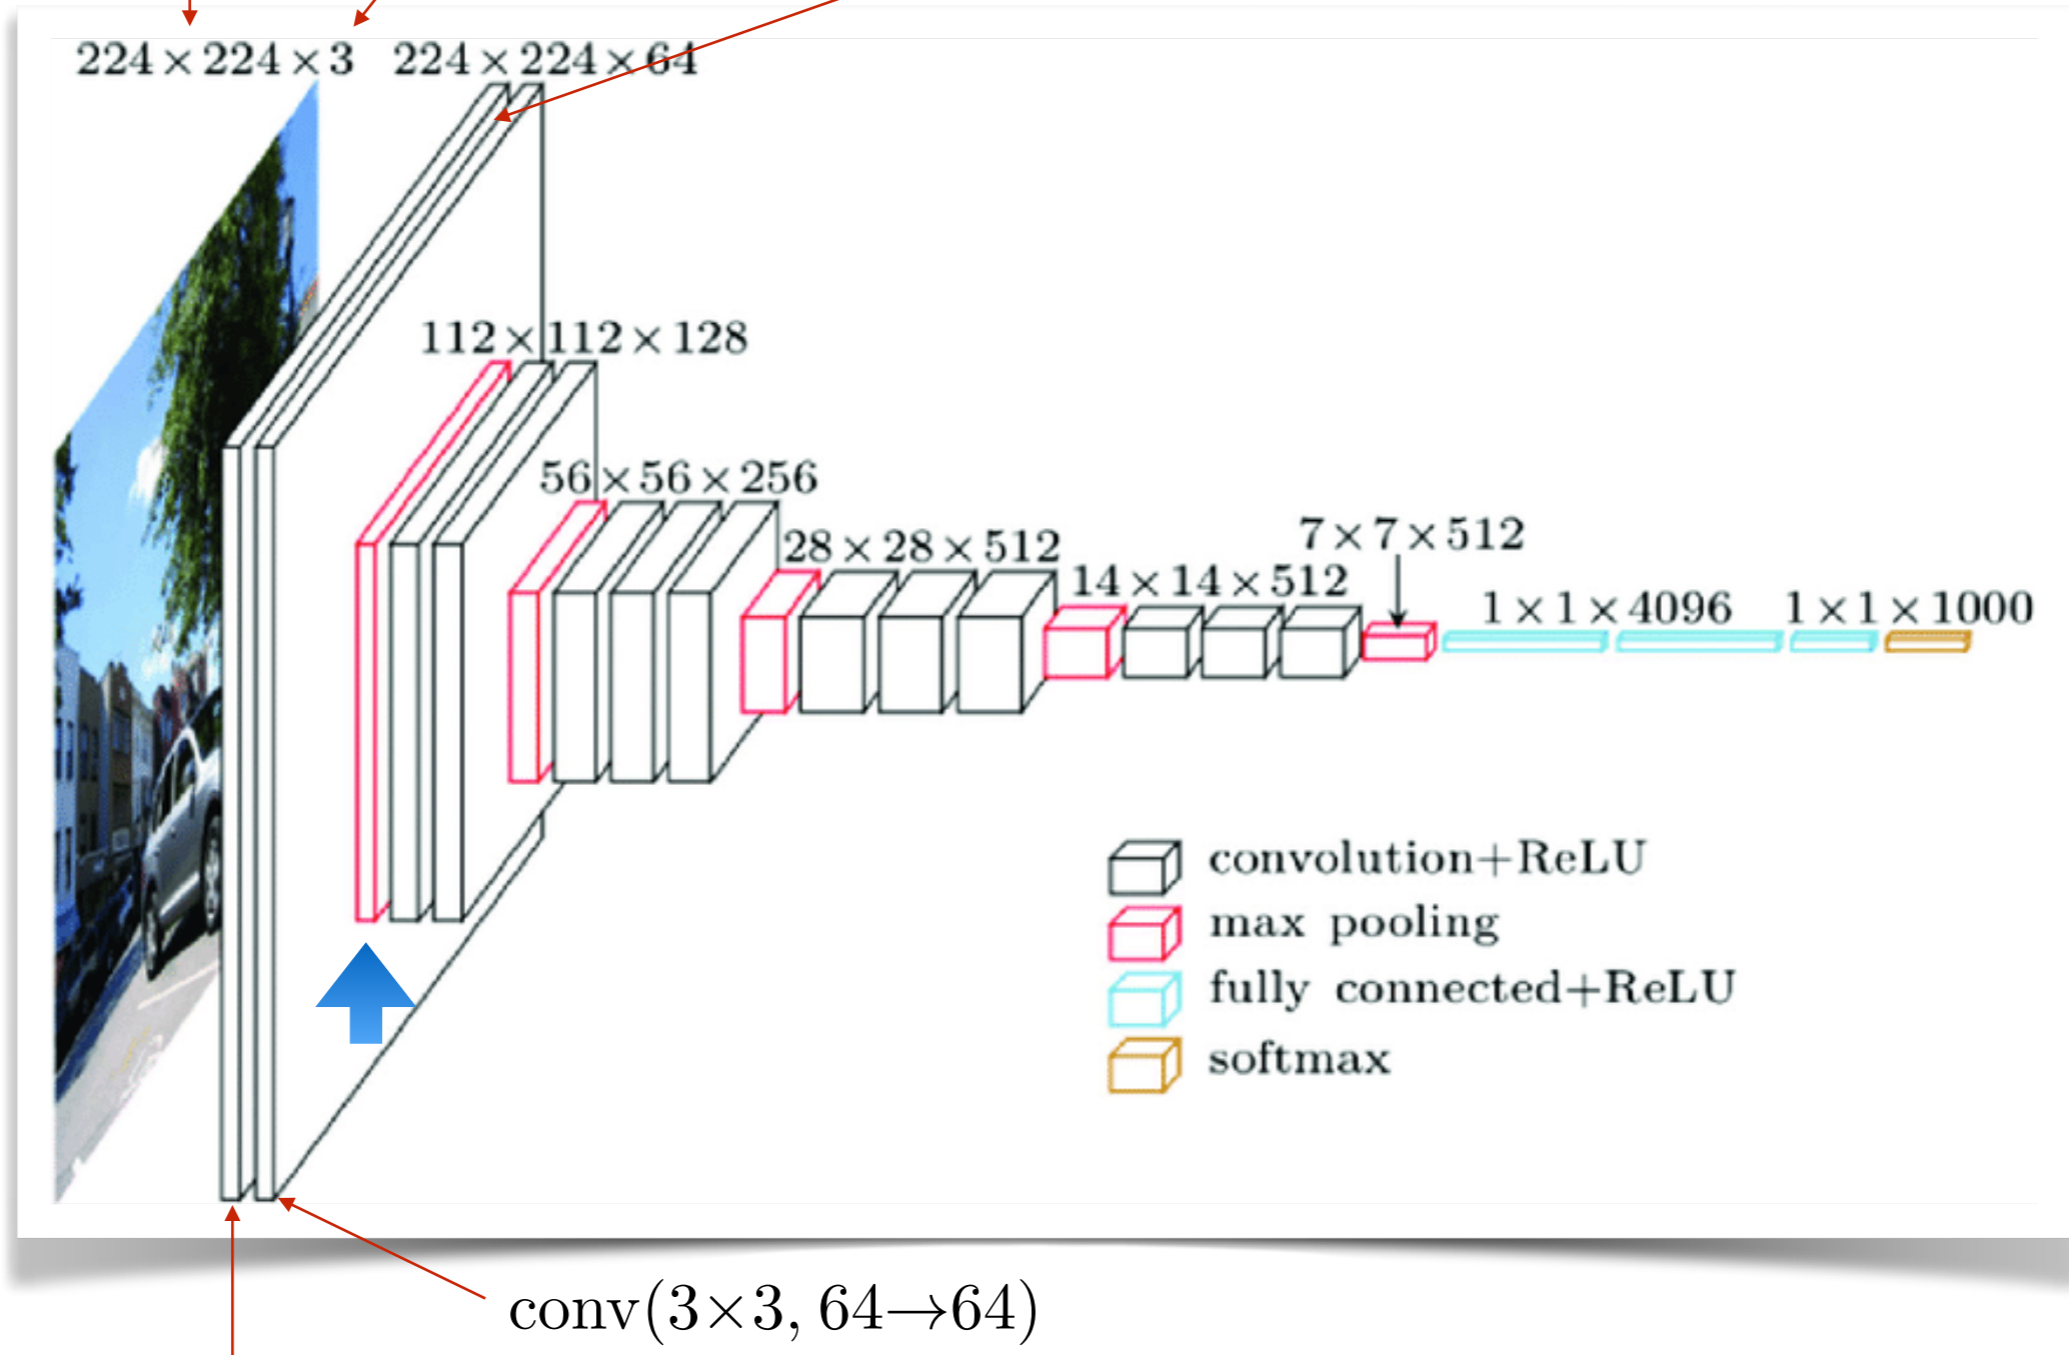 224×224×3 224×224×64
112×112×128
56×56×256
28×28×512
7×7×512
14×14×512
1×1×4096 1×1×1000
convolution+ReLU
max pooling
fully connected+ReLU
softmax
conv(3×3, 64→64)